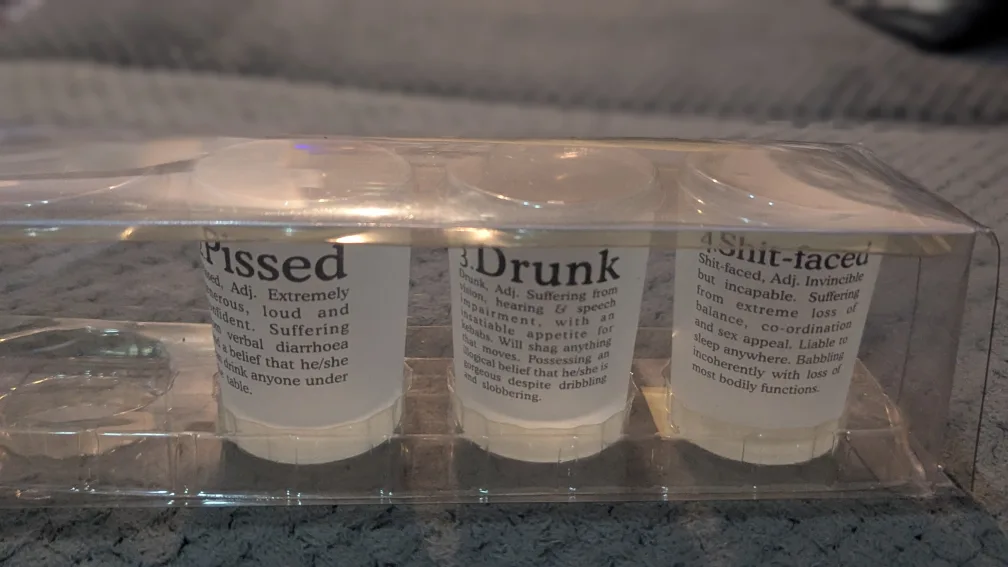 Pissed
Adj. Extremely
loud and
Suffering
verbal diarrhoea
a belief that he/she
drink anyone under
table.
3.Drunk
Drunk, Adj. Suffering from
vision, hearing & speech
impairment, with an
insatiable appetite for
kebabs. Will shag anything
that moves. Possessing an
illogical belief that he/she is
gorgeous despite dribbling
and slobbering.
4.Shit-faced
Shit-faced, Adj. Invincible
but incapable. Suffering
from extreme loss of
balance, co-ordination
and sex appeal. Liable to
sleep anywhere. Babbling
incoherently with loss of
most bodily functions.